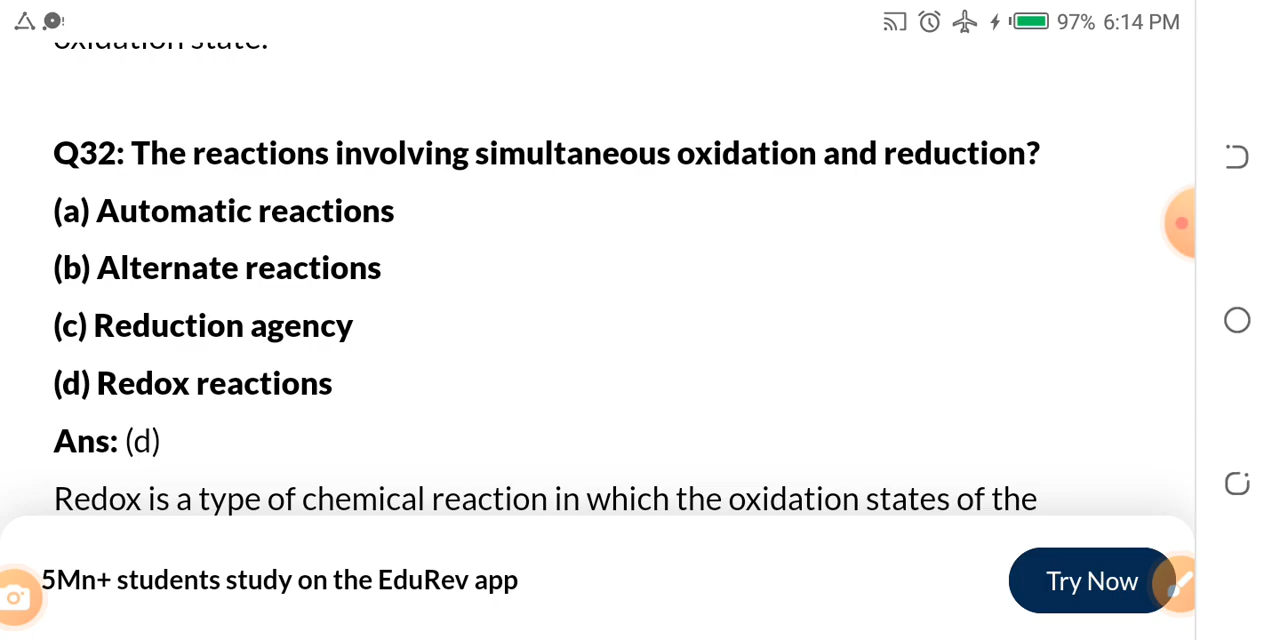 97% 6:14 PM
oxidation state.
Q32: The reactions involving simultaneous oxidation and reduction?
(a) Automatic reactions
(b) Alternate reactions
(c) Reduction agency
(d) Redox reactions
Ans: (d)
Redox is a type of chemical reaction in which the oxidation states of the
5Mn+ students study on the EduRev app
Try Now